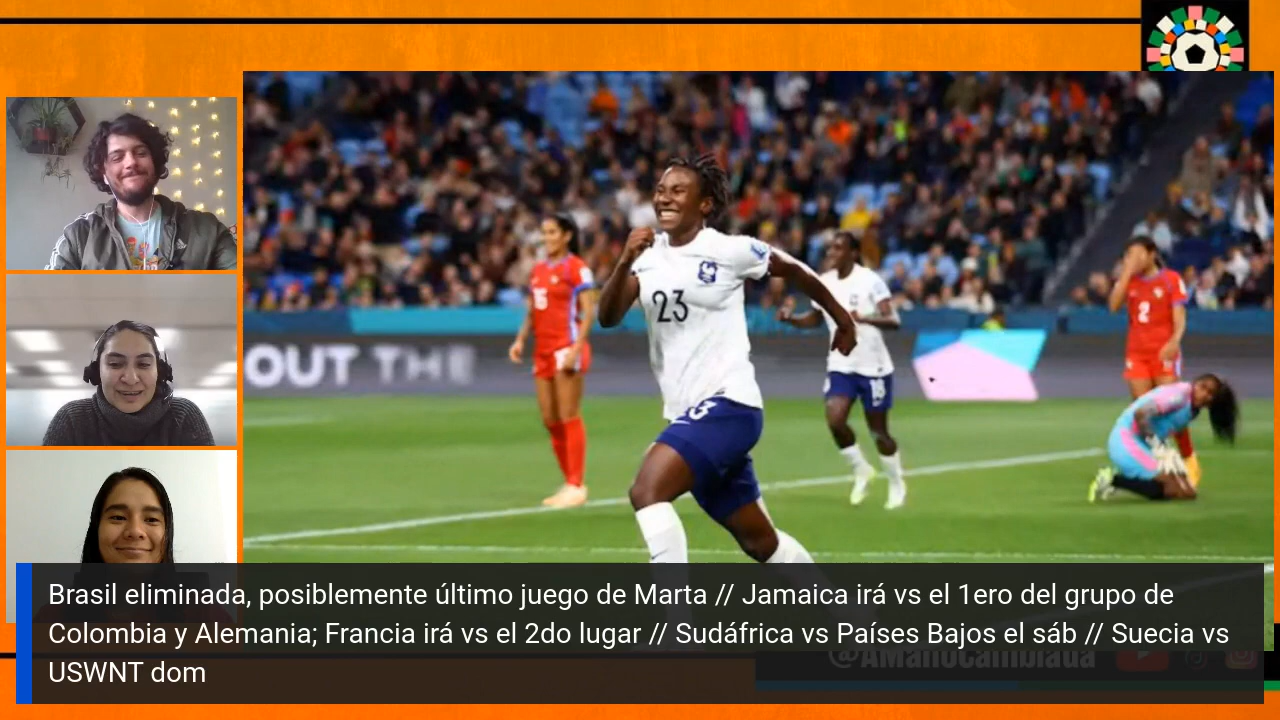 OUT THE
23
15
2
18
23
Brasil eliminada, posiblemente último juego de Marta // Jamaica irá vs el 1ero del grupo de
Colombia y Alemania; Francia irá vs el 2do lugar // Sudáfrica vs Países Bajos el sáb // Suecia vs
USWNT dom
@AManoCambiada